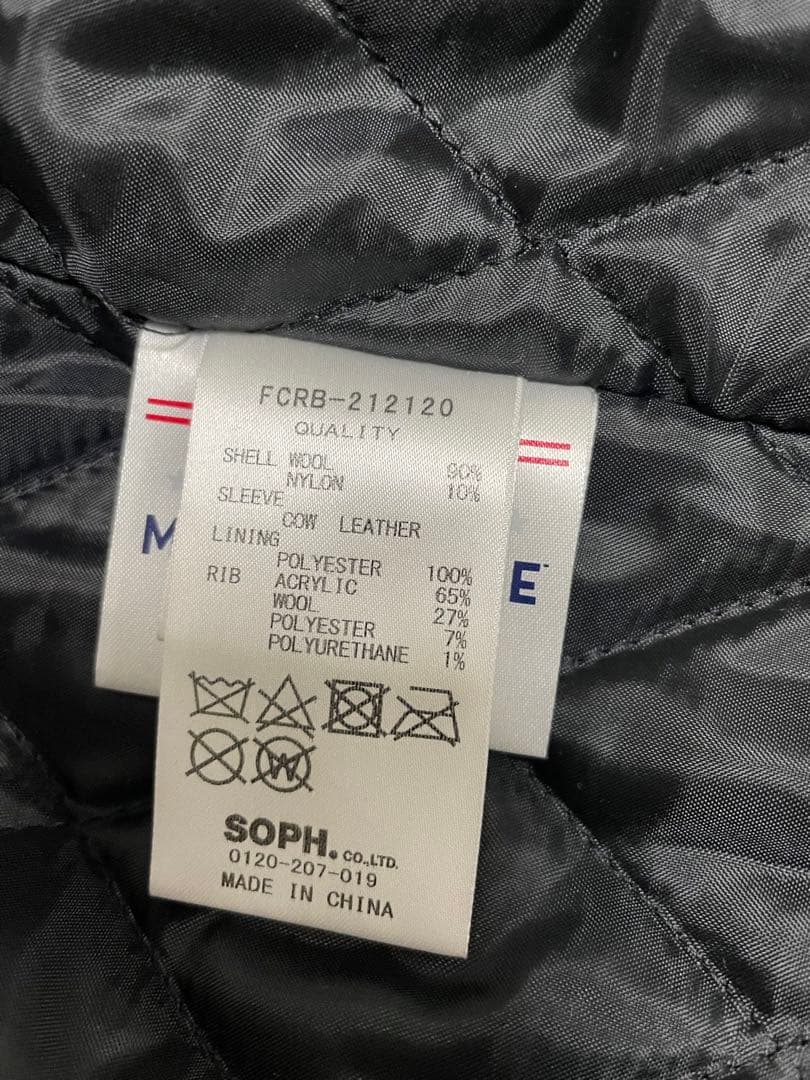 FCRB-212120
QUALITY
SHELL WOOL 90%
NYLON 10%
SLEEVE
COW LEATHER
LINING
POLYESTER 100%
RIB ACRYLIC 65%
WOOL 27%
POLYESTER 7%
POLYURETHANE 1%
M E
W
SOPH. CO.,LTD.
0120-207-019
MADE IN CHINA